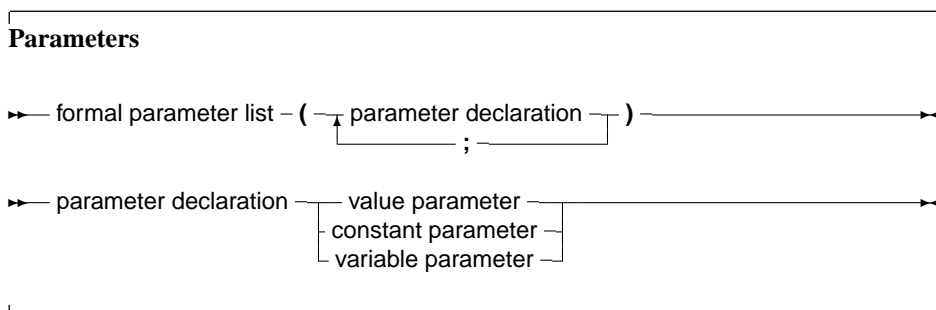 Parameters
formal parameter list ( parameter declaration )
;
parameter declaration value parameter
constant parameter
variable parameter